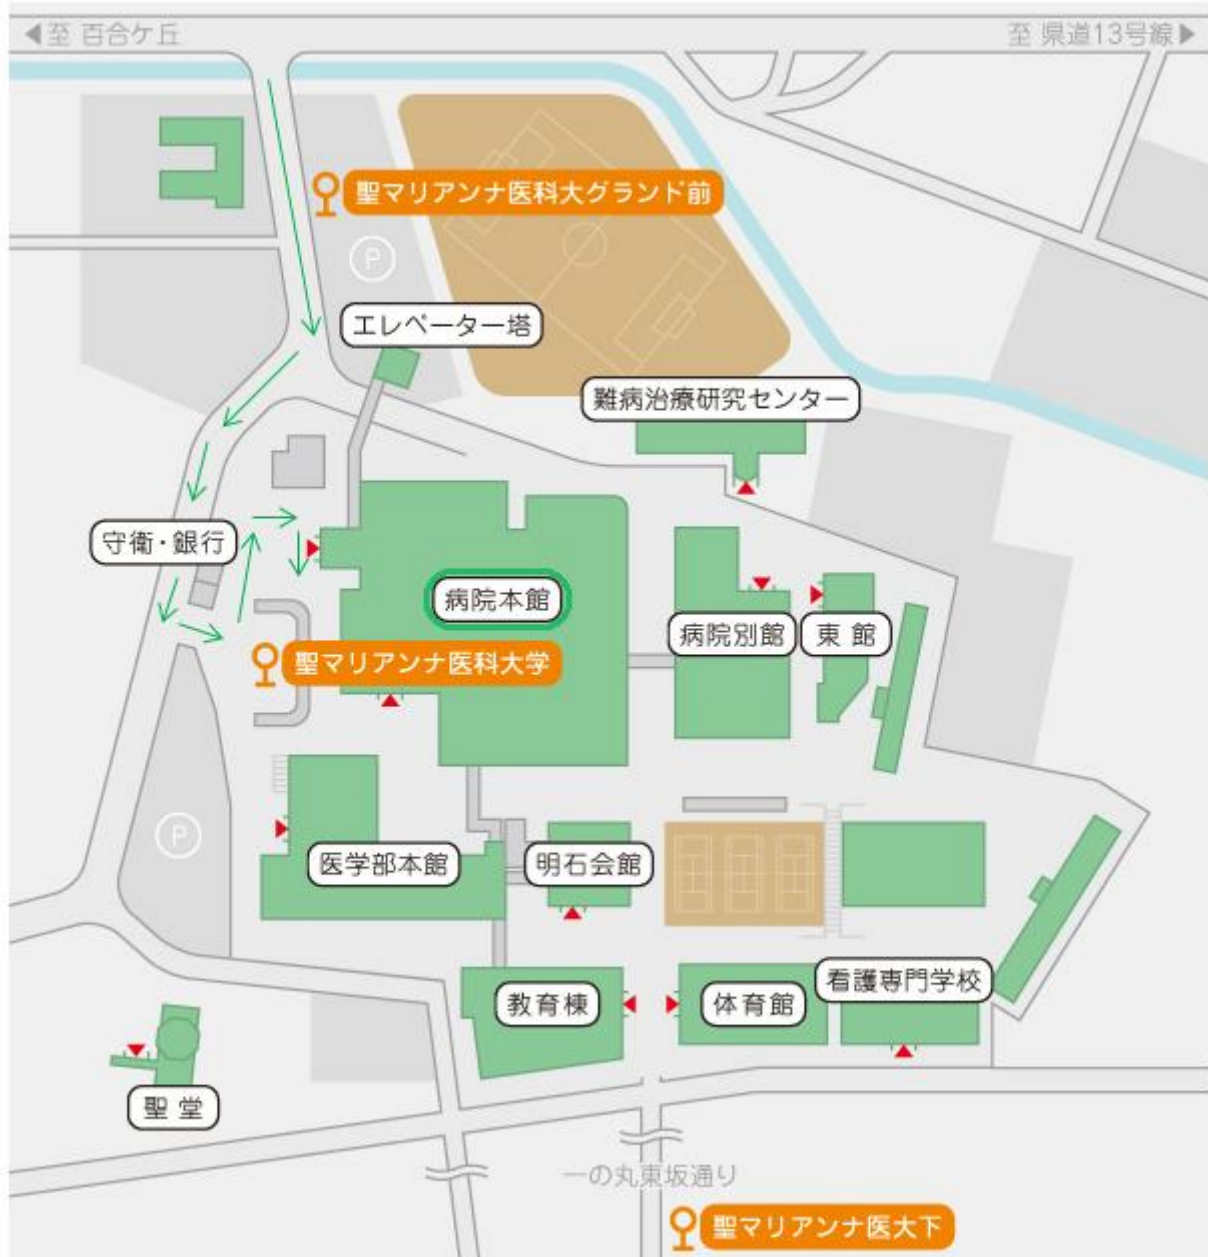 ◀至 百合ケ丘
至 県道13号線▶
聖マリアンナ医科大グランド前
P
エレベーター塔
難病治療研究センター
守衛・銀行
病院本館
病院別館
東館
聖マリアンナ医科大学
P
医学部本館
明石会館
看護専門学校
教育棟
体育館
聖堂
一の丸東坂通り
聖マリアンナ医大下